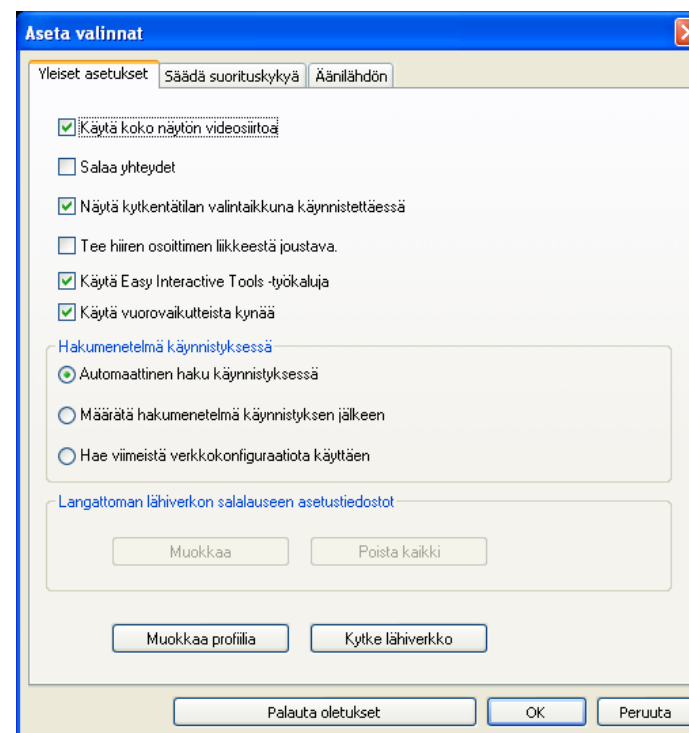 Aseta valinnat
Yleiset asetukset Säädä suorituskykyä Äänilähdön
Käytä koko näytön videosiirtoa
Salaa yhteydet
Näytä kytkentätilan valintaikkuna käynnistettäessä
Tee hiiren osoittimen liikkeestä joustava.
Käytä Easy Interactive Tools -työkaluja
Käytä vuorovaikutteista kynää
Hakumenetelmä käynnistyksessä
Automaattinen haku käynnistyksessä
Määrätä hakumenetelmä käynnistyksen jälkeen
Hae viimeistä verkkokonfiguraatiota käyttäen
Langattoman lähiverkon salalauseen asetustiedostot
Muokkaa Poista kaikki
Muokkaa profiilia Kytke lähiverkko
Palauta oletukset OK Peruuta